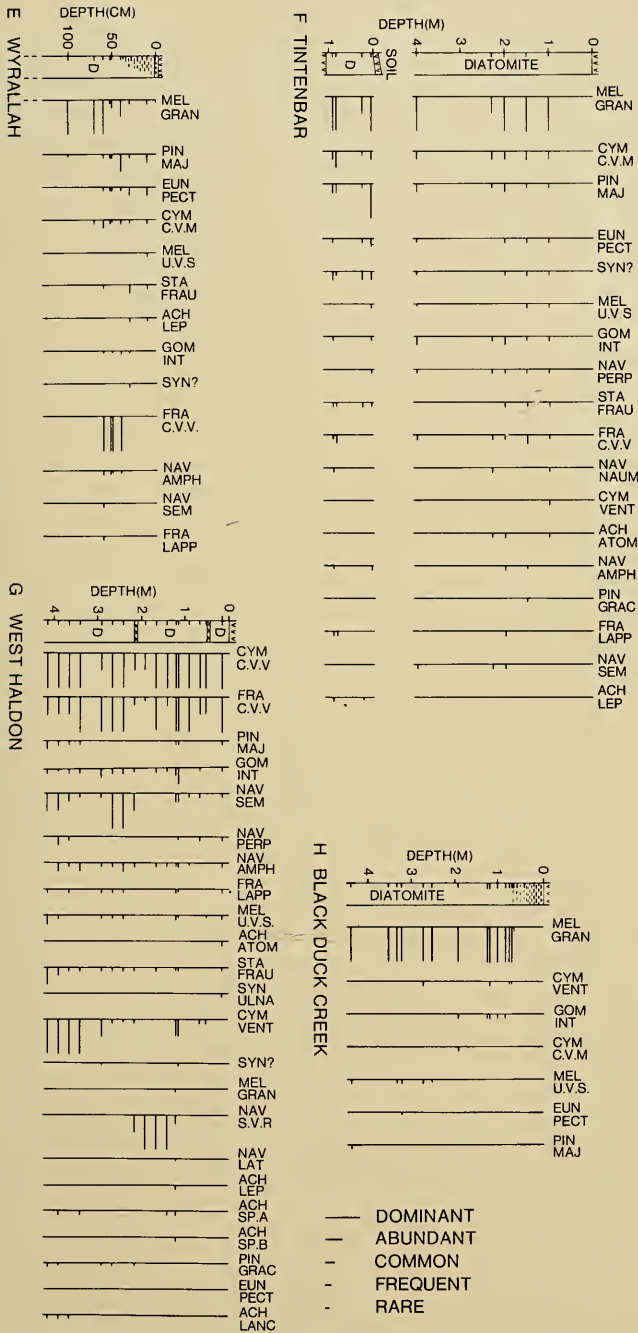 E WYRALLAH
DEPTH(CM)
100
50
0
D
MEL
GRAN
PIN
MAJ
EUN
PECT
CYM
C.V.M
MEL
U.V.S
STA
FRAU
ACH
LEP
GOM
INT
SYN?
FRA
C.V.V.
NAV
AMPH
NAV
SEM
FRA
LAPP
F TINTENBAR
DEPTH(M)
1
0
4
3
2
1
0
D
SOIL
DIATOMITE
MEL
GRAN
CYM
C.V.M
PIN
MAJ
EUN
PECT
SYN?
MEL
U.V.S
GOM
INT
NAV
PERP
STA
FRAU
FRA
C.V.V
NAV
NAUM
CYM
VENT
ACH
ATOM
NAV
AMPH
PIN
GRAC
FRA
LAPP
NAV
SEM
ACH
LEP
G WEST HALDON
DEPTH(M)
4
3
2
1
0
D
D
D
CYM
C.V.V
FRA
C.V.V
PIN
MAJ
GOM
INT
NAV
SEM
NAV
PERP
NAV
AMPH
FRA
LAPP
MEL
U.V.S.
ACH
ATOM
STA
FRAU
SYN
ULNA
CYM
VENT
SYN?
MEL
GRAN
NAV
S.V.R
NAV
LAT
ACH
LEP
ACH
SP.A
ACH
SP.B
PIN
GRAC
EUN
PECT
ACH
LANC
H BLACK DUCK CREEK
DEPTH(M)
4
3
2
1
0
DIATOMITE
MEL
GRAN
CYM
VENT
GOM
INT
CYM
C.V.M
MEL
U.V.S.
EUN
PECT
PIN
MAJ
DOMINANT
ABUNDANT
COMMON
FREQUENT
RARE